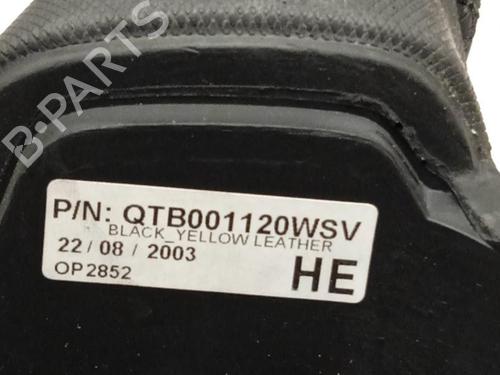 B-PARTS
P/N: QTB001120WSV
BLACK_YELLOW LEATHER
22 / 08 / 2003
OP2852
HE